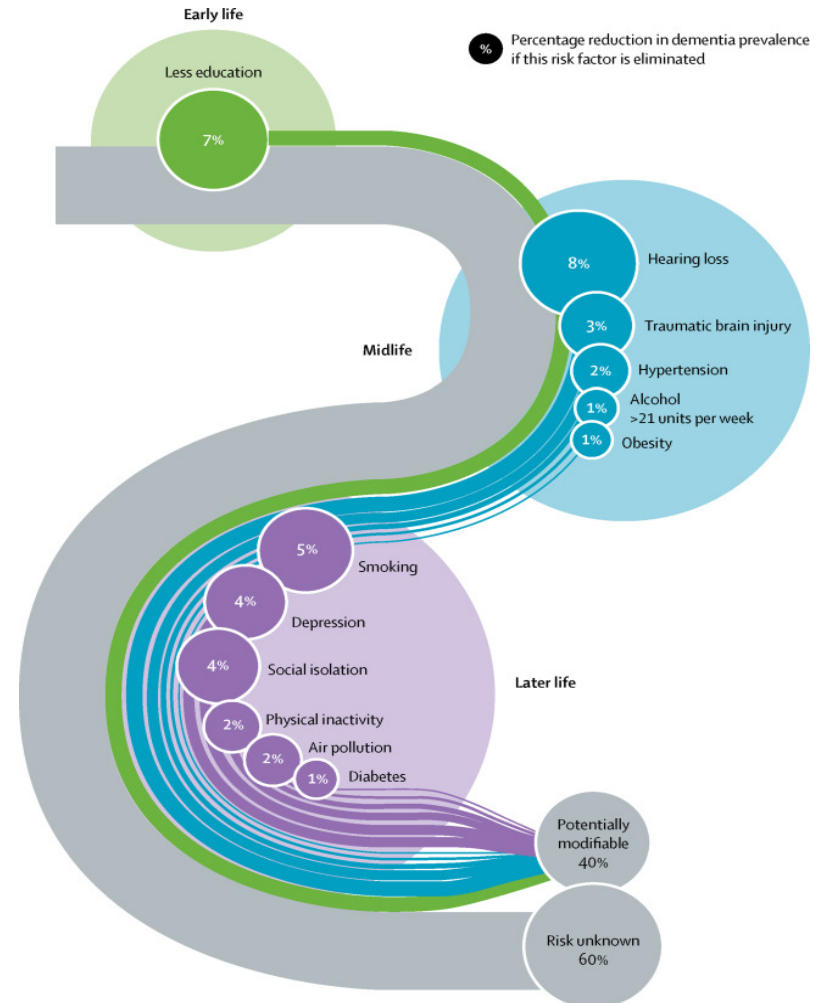 Early life
% Percentage reduction in dementia prevalence
if this risk factor is eliminated
Less education
7%
8% Hearing loss
3% Traumatic brain injury
Midlife
2% Hypertension
1% Alcohol
>21 units per week
1% Obesity
5%
Smoking
4%
Depression
4% Social isolation
Later life
2% Physical inactivity
2% Air pollution
1% Diabetes
Potentially
modifiable
40%
Risk unknown
60%